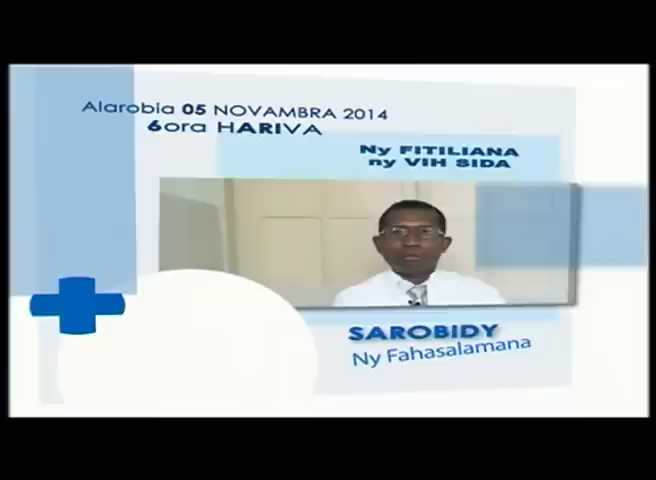 Alarobia 05 NOVAMBRA 2014
6ora HARIVA
Ny FITILIANA
ny VIH SIDA
SAROBIDY
Ny Fahasalamana